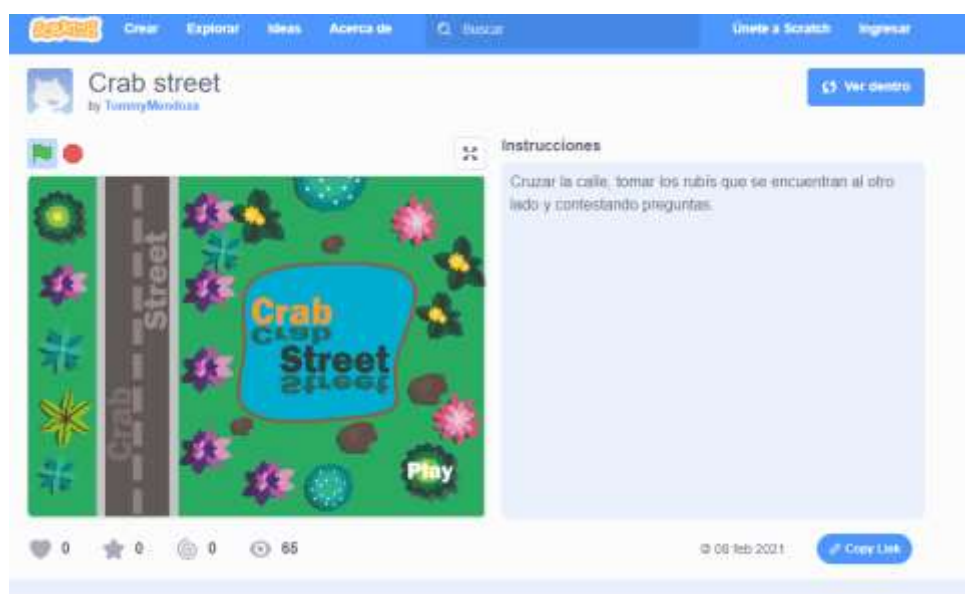 SCRATCH
Crear Explorar Ideas Acerca de Buscar Únete a Scratch Ingresar
Crab street
by TommyMendoza
Ver dentro
Instrucciones
Cruzar la calle, tomar los rubís que se encuentran al otro
lado y contestando preguntas.
Crab Street
Crab
Street
Play
0 0 0 65
© 08 feb 2021
Copy Link